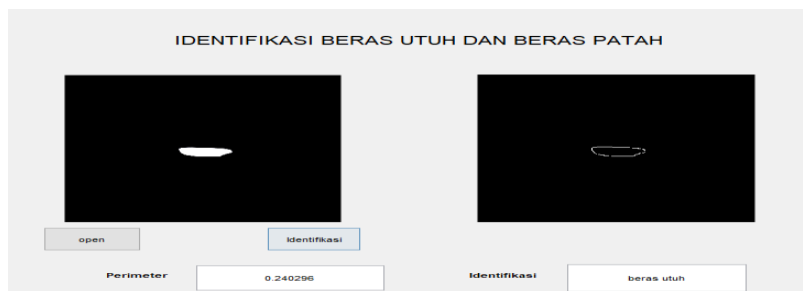 IDENTIFIKASI BERAS UTUH DAN BERAS PATAH
open
Identifikasi
Perimeter
0.240296
Identifikasi
beras utuh